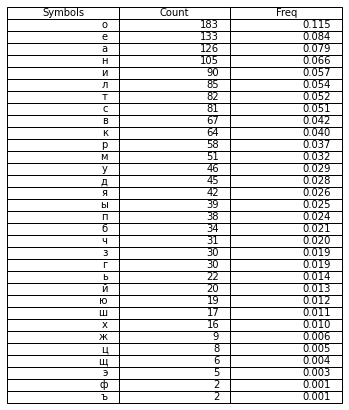 Symbols Count Freq
о 183 0.115
е 133 0.084
а 126 0.079
н 105 0.066
и 90 0.057
л 85 0.054
т 82 0.052
с 81 0.051
в 67 0.042
к 64 0.040
р 58 0.037
м 51 0.032
у 46 0.029
д 45 0.028
я 42 0.026
ы 39 0.025
п 38 0.024
б 34 0.021
ч 31 0.020
з 30 0.019
г 30 0.019
ь 22 0.014
й 20 0.013
ю 19 0.012
ш 17 0.011
х 16 0.010
ж 9 0.006
ц 8 0.005
щ 6 0.004
э 5 0.003
ф 2 0.001
ъ 2 0.001